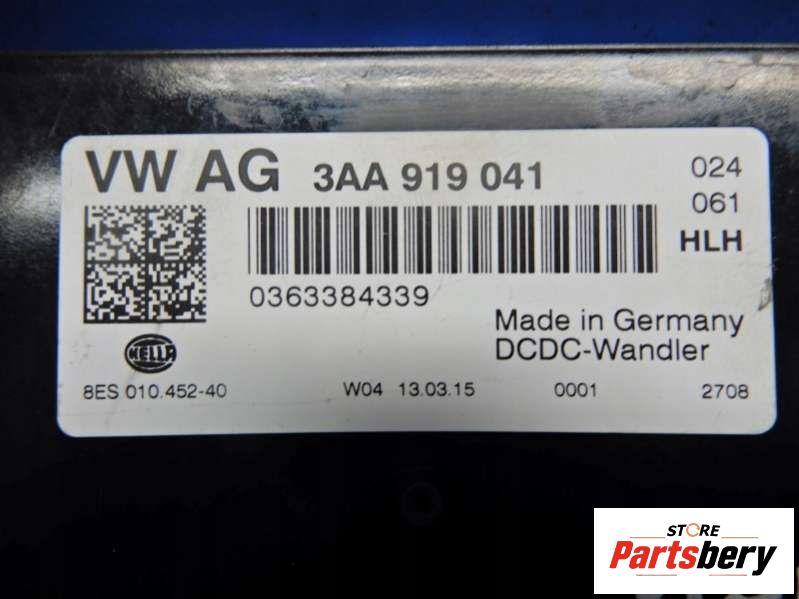 VW AG 3AA 919 041 024
061
HLH
0363384339
Made in Germany
DCDC-Wandler
HELLA
8ES 010.452-40 W04 13.03.15 0001 2708
STORE
Partsbery